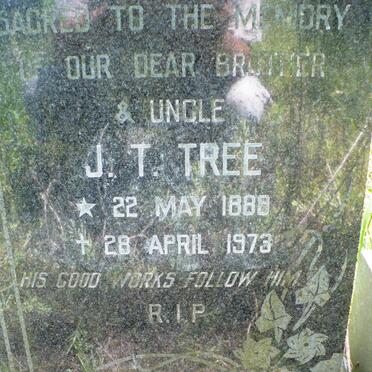 SACRED TO THE MEMORY
OF OUR DEAR BROTHER
& UNCLE
J. T. TREE
★ 22 MAY 1888
✝ 28 APRIL 1973
HIS GOOD WORKS FOLLOW HIM.
R.I.P